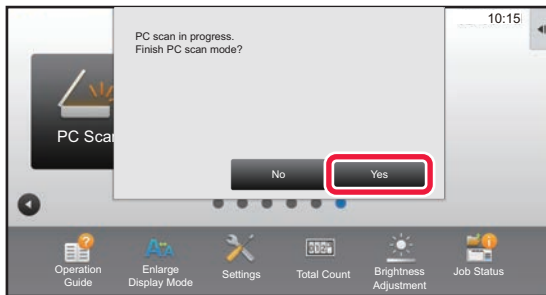 10:15
PC scan in progress.
Finish PC scan mode?
PC Scan
No
Yes
Operation
Guide
Enlarge
Display Mode
Settings
Total Count
Brightness
Adjustment
Job Status